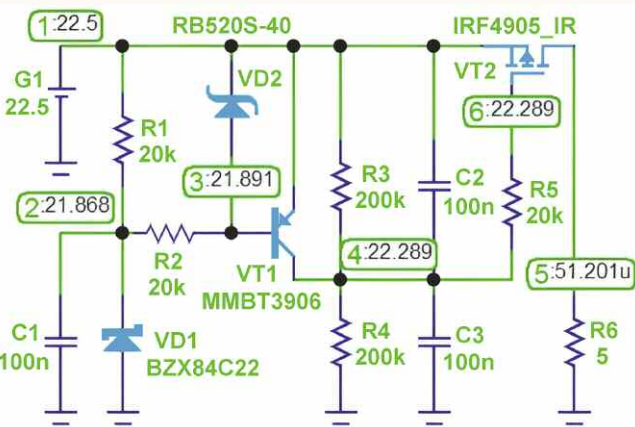 1:22.5
RB520S-40
IRF4905_IR
G1
22.5
VD2
VT2
6:22.289
R1
20k
3:21.891
R3
200k
C2
100n
R5
20k
2:21.868
R2
20k
VT1
MMBT3906
4:22.289
5:51.201u
C1
100n
VD1
BZX84C22
R4
200k
C3
100n
R6
5